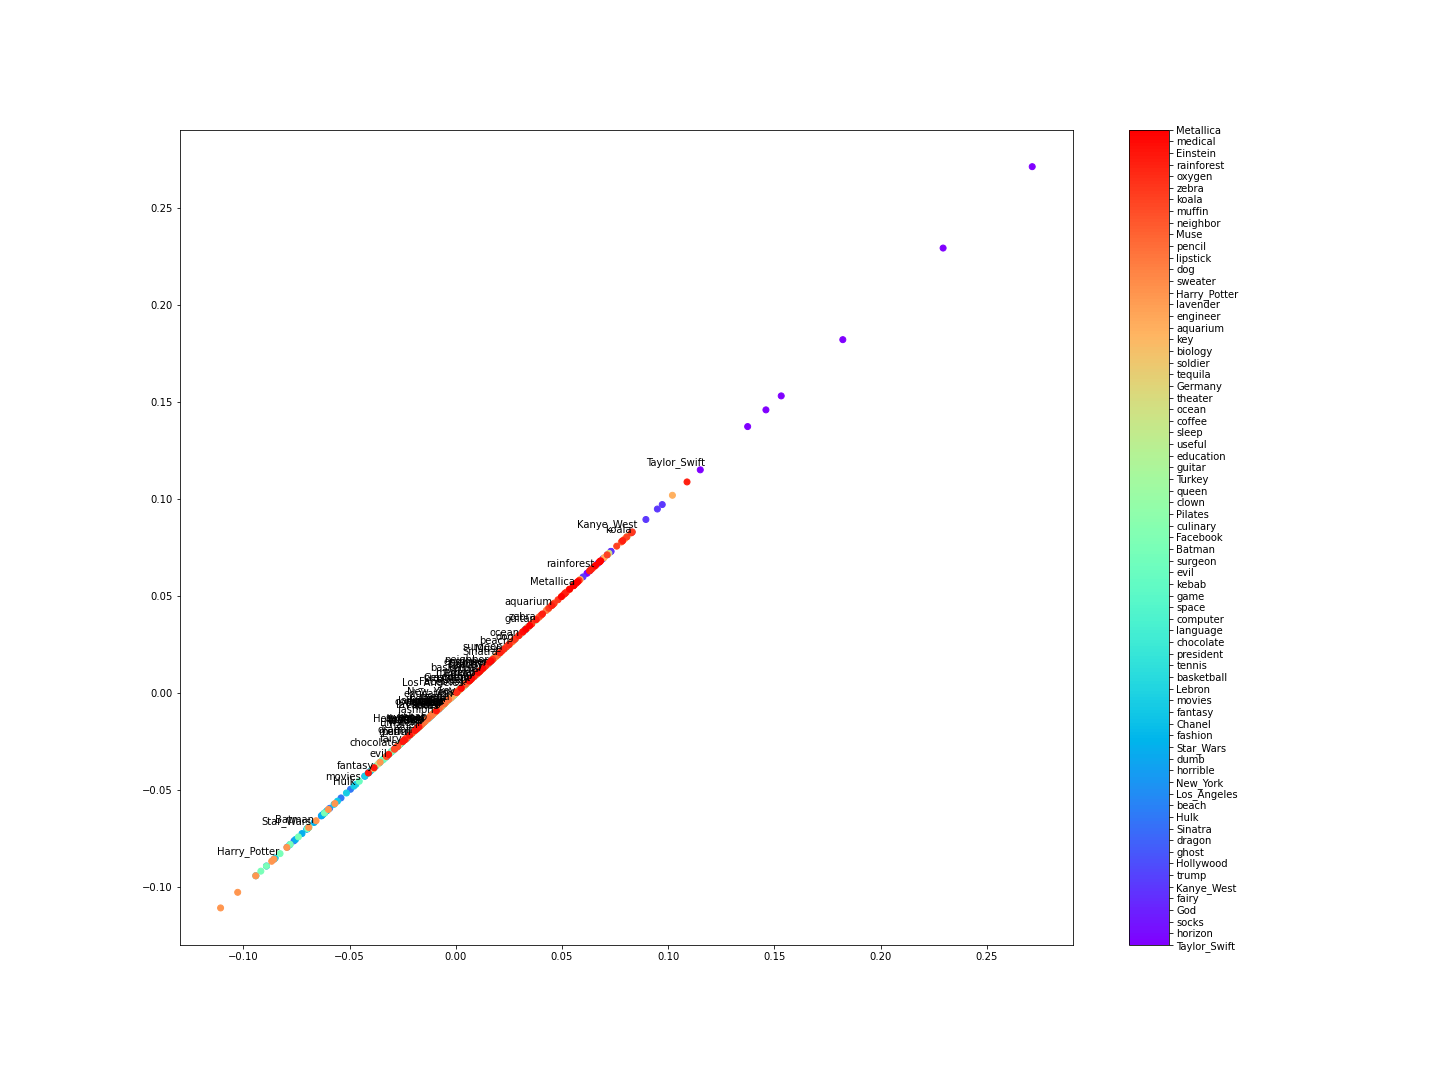 0.25
0.20
0.15
0.10
0.05
0.00
−0.05
−0.10
−0.10
−0.05
0.00
0.05
0.10
0.15
0.20
0.25
Taylor_Swift
Kanye_West
koala
rainforest
Metallica
aquarium
zebra
guitar
ocean
dog
beach
Sinatra
neighbor
Los_Angeles
New_York
fashion
fairy
chocolate
evil
fantasy
movies
Hulk
Batman
Star_Wars
Harry_Potter
Metallica
medical
Einstein
rainforest
oxygen
zebra
koala
muffin
neighbor
Muse
pencil
lipstick
dog
sweater
Harry_Potter
lavender
engineer
aquarium
key
biology
soldier
tequila
Germany
theater
ocean
coffee
sleep
useful
education
guitar
Turkey
queen
clown
Pilates
culinary
Facebook
Batman
surgeon
evil
kebab
game
space
computer
language
chocolate
president
tennis
basketball
Lebron
movies
fantasy
Chanel
fashion
Star_Wars
dumb
horrible
New_York
Los_Angeles
beach
Hulk
Sinatra
dragon
ghost
Hollywood
trump
Kanye_West
fairy
God
socks
horizon
Taylor_Swift